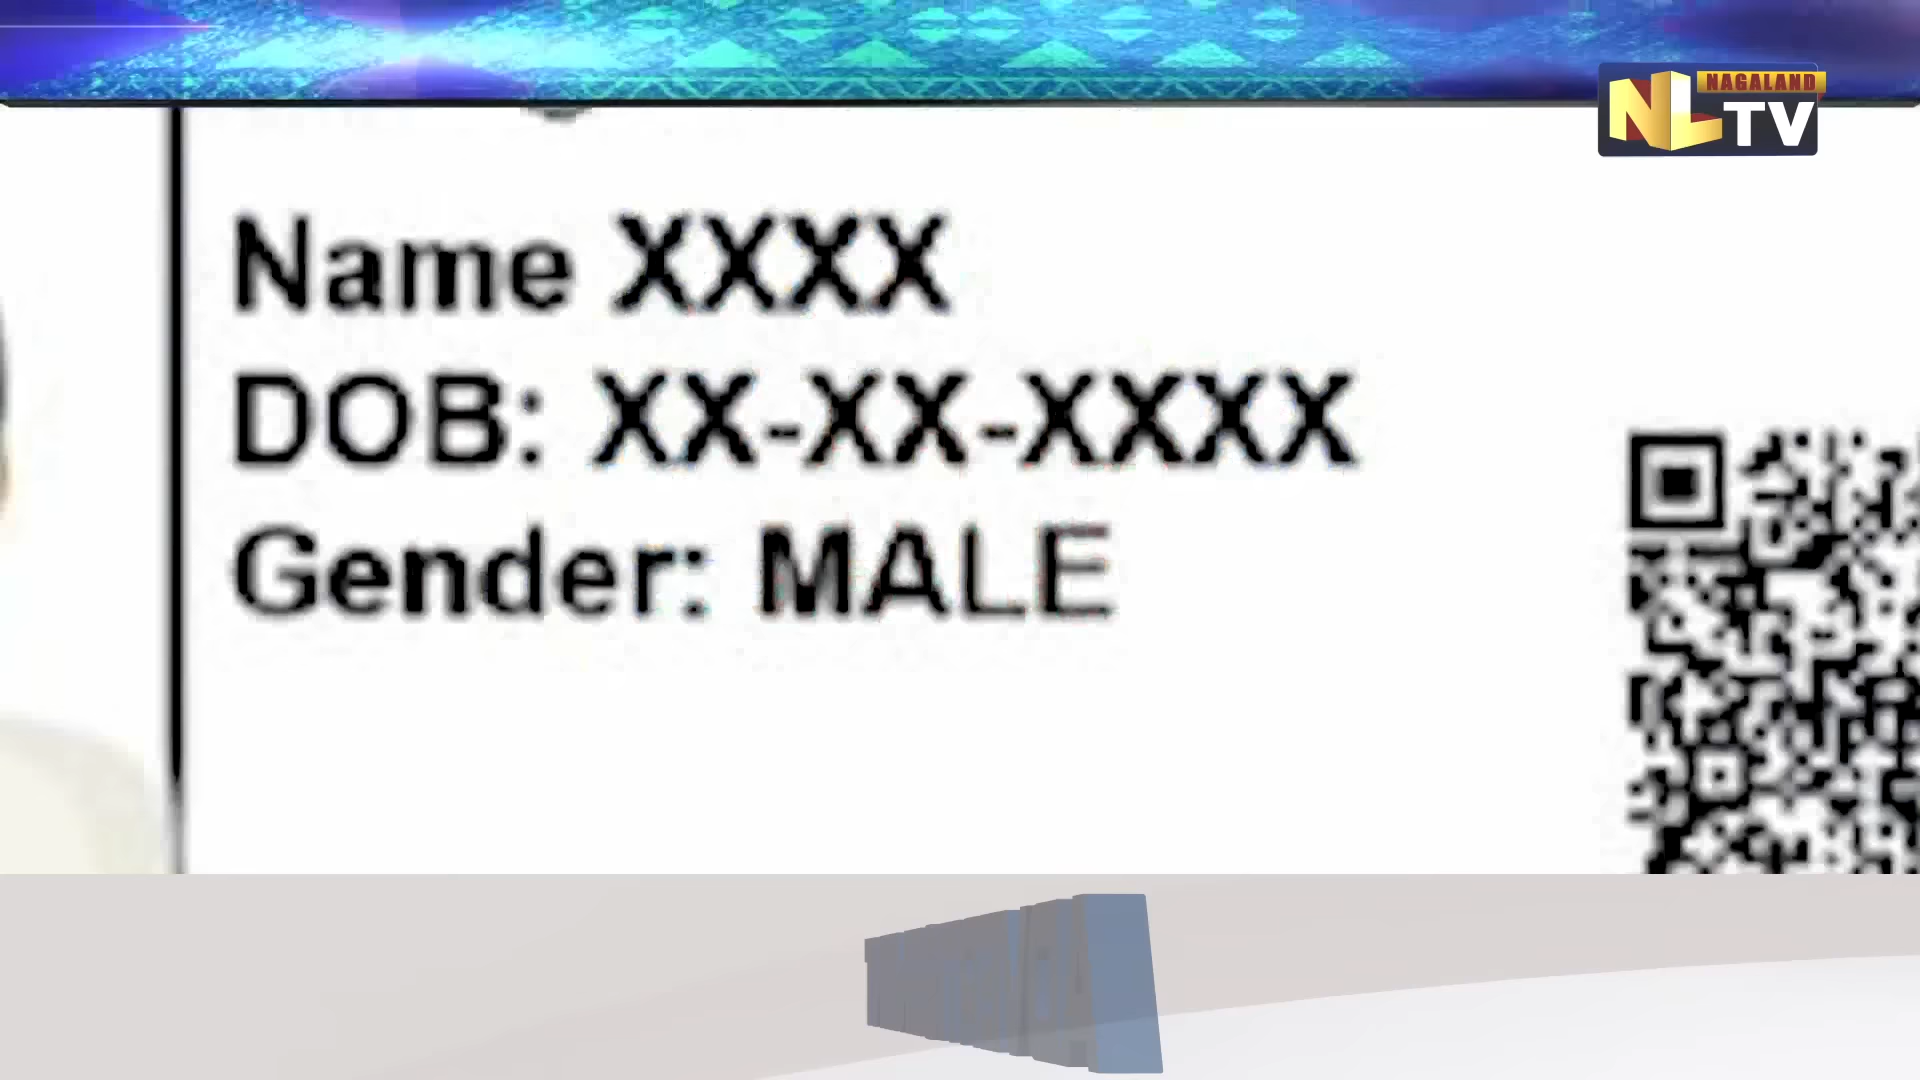 NAGALAND
NLTV
Name XXXX
DOB: XX-XX-XXXX
Gender: MALE